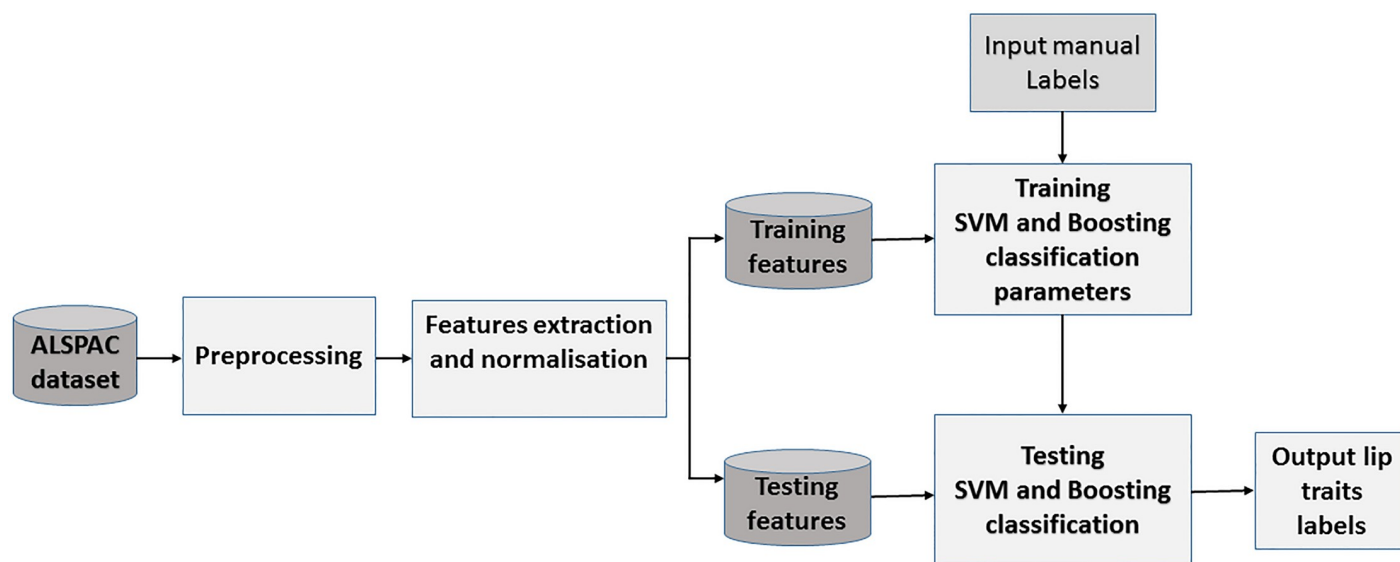 Input manual
Labels
Training
SVM and Boosting
classification
parameters
Training
features
ALSPAC
dataset
Preprocessing
Features extraction
and normalisation
Testing
features
Testing
SVM and Boosting
classification
Output lip
traits
labels